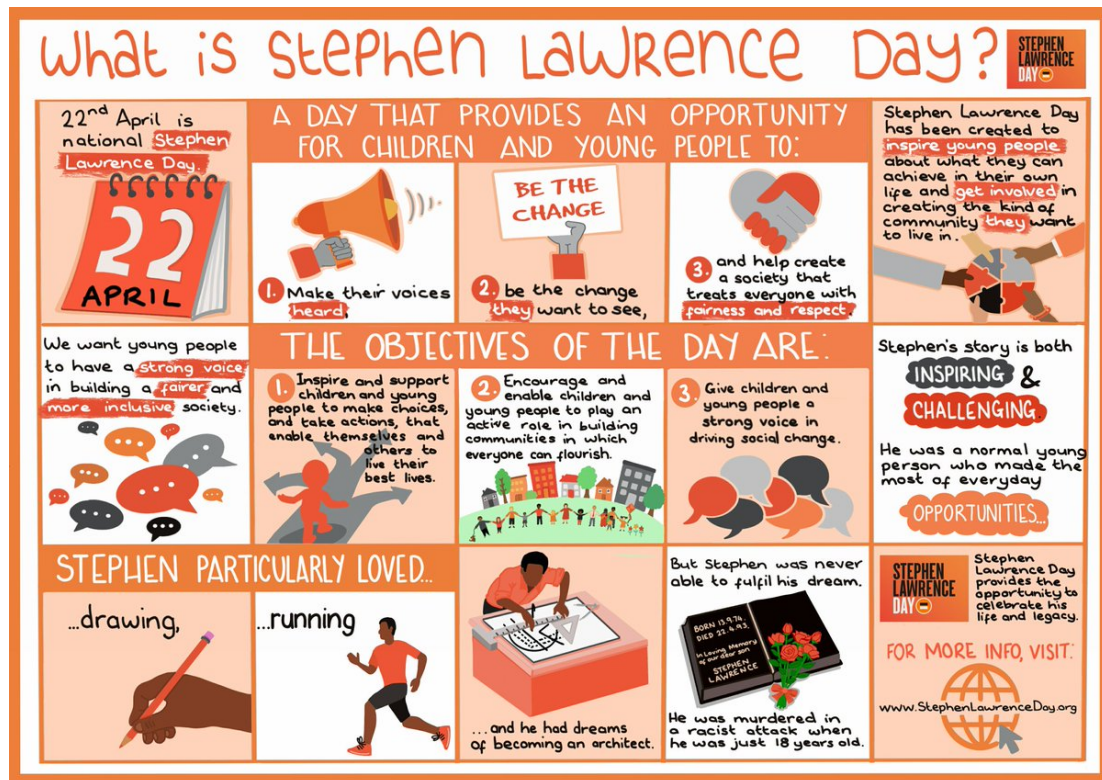 What is Stephen Lawrence Day?
STEPHEN
LAWRENCE
DAY
22nd April is
national Stephen
Lawrence Day.
22
APRIL
A DAY THAT PROVIDES AN OPPORTUNITY
FOR CHILDREN AND YOUNG PEOPLE TO:
1. Make their voices
heard,
BE THE
CHANGE
2. be the change
they want to see,
3. and help create
a society that
treats everyone with
fairness and respect.
Stephen Lawrence Day
has been created to
inspire young people
about what they can
achieve in their own
life and get involved in
creating the kind of
community they want
to live in.
We want young people
to have a strong voice
in building a fairer and
more inclusive society.
THE OBJECTIVES OF THE DAY ARE:
1. Inspire and support
children and young
people to make choices,
and take actions, that
enable themselves and
others to
live their
best lives.
2. Encourage and
enable children and
young people to play an
active role in building
communities in which
everyone can flourish.
3. Give children and
young people a
strong voice in
driving social change.
Stephen's story is both
INSPIRING &
CHALLENGING.
He was a normal young
person who made the
most of everyday
OPPORTUNITIES...
STEPHEN PARTICULARLY LOVED...
...drawing,
...running
...and he had dreams
of becoming an architect.
But Stephen was never
able to fulfil his dream.
BORN 13.9.74.
DIED 22.4.93.
In Loving Memory
of our dear son
STEPHEN
LAWRENCE
He was murdered in
a racist attack when
he was just 18 years old.
STEPHEN
LAWRENCE
DAY
Stephen
Lawrence Day
provides the
opportunity to
celebrate his
life and legacy.
FOR MORE INFO, VISIT:
www.StephenLawrenceDay.org